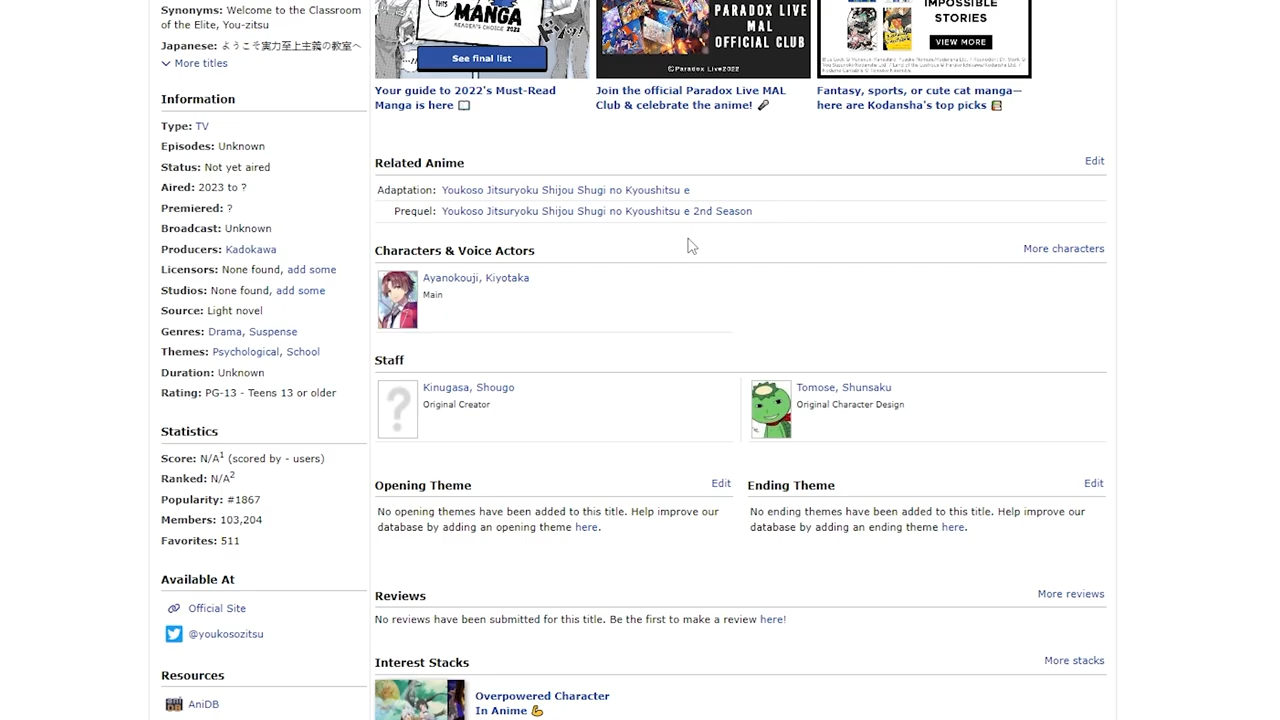 Synonyms: Welcome to the Classroom
of the Elite, You-zitsu
Japanese: ようこそ実力至上主義の教室へ
More titles
Information
Type: TV
Episodes: Unknown
Status: Not yet aired
Aired: 2023 to ?
Premiered: ?
Broadcast: Unknown
Producers: Kadokawa
Licensors: None found, add some
Studios: None found, add some
Source: Light novel
Genres: Drama, Suspense
Themes: Psychological, School
Duration: Unknown
Rating: PG-13 - Teens 13 or older
Statistics
Score: N/A1 (scored by - users)
Ranked: N/A2
Popularity: #1867
Members: 103,204
Favorites: 511
Available At
Official Site
@youkosozitsu
Resources
AniDB
THIS
MANGA
READER'S CHOICE 2022
See final list
Your guide to 2022's Must-Read
Manga is here
PARADOX LIVE
MAL
OFFICIAL CLUB
©Paradox Live2022
Join the official Paradox Live MAL
Club & celebrate the anime!
IMPOSSIBLE
STORIES
VIEW MORE
Fantasy, sports, or cute cat manga—
here are Kodansha's top picks
Related Anime
Edit
Adaptation: Youkoso Jitsuryoku Shijou Shugi no Kyoushitsu e
Prequel: Youkoso Jitsuryoku Shijou Shugi no Kyoushitsu e 2nd Season
Characters & Voice Actors
More characters
Ayanokouji, Kiyotaka
Main
Staff
Kinugasa, Shougo
Original Creator
Tomose, Shunsaku
Original Character Design
Opening Theme
Edit
No opening themes have been added to this title. Help improve our
database by adding an opening theme here.
Ending Theme
Edit
No ending themes have been added to this title. Help improve our
database by adding an ending theme here.
Reviews
More reviews
No reviews have been submitted for this title. Be the first to make a review here!
Interest Stacks
More stacks
Overpowered Character
In Anime